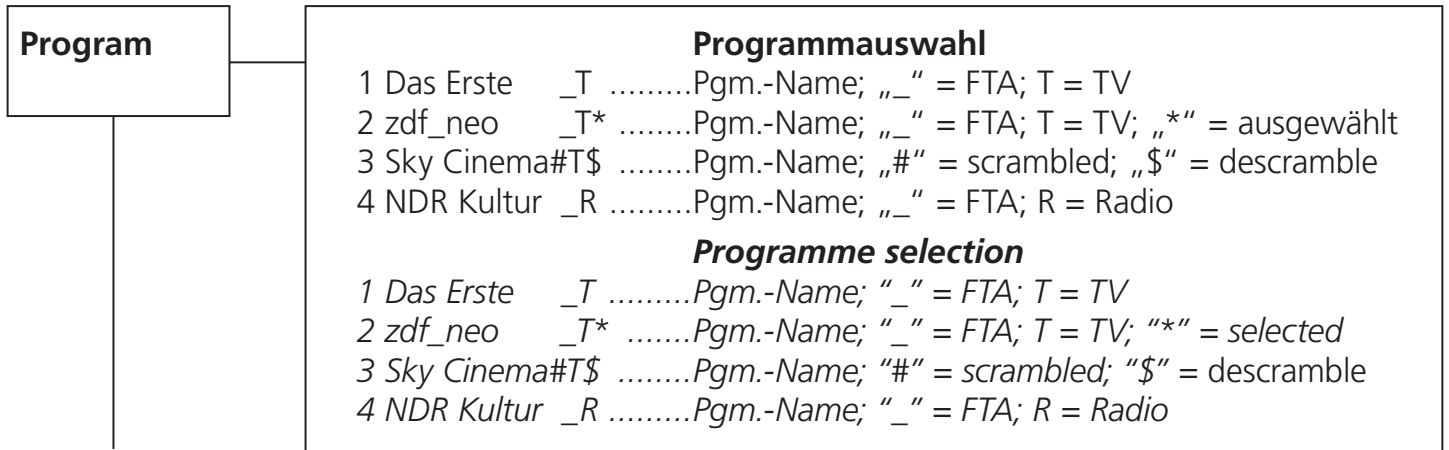 Program
Programmauswahl
1 Das Erste _T .........Pgm.-Name; „_“ = FTA; T = TV
2 zdf_neo _T* .......Pgm.-Name; „_“ = FTA; T = TV; „*“ = ausgewählt
3 Sky Cinema#T$ .......Pgm.-Name; „#“ = scrambled; „$“ = descramble
4 NDR Kultur _R .........Pgm.-Name; „_“ = FTA; R = Radio
Programme selection
1 Das Erste _T .........Pgm.-Name; “_” = FTA; T = TV
2 zdf_neo _T* .......Pgm.-Name; “_” = FTA; T = TV; “*” = selected
3 Sky Cinema#T$ .......Pgm.-Name; “#” = scrambled; “$” = descramble
4 NDR Kultur _R .........Pgm.-Name; “_” = FTA; R = Radio